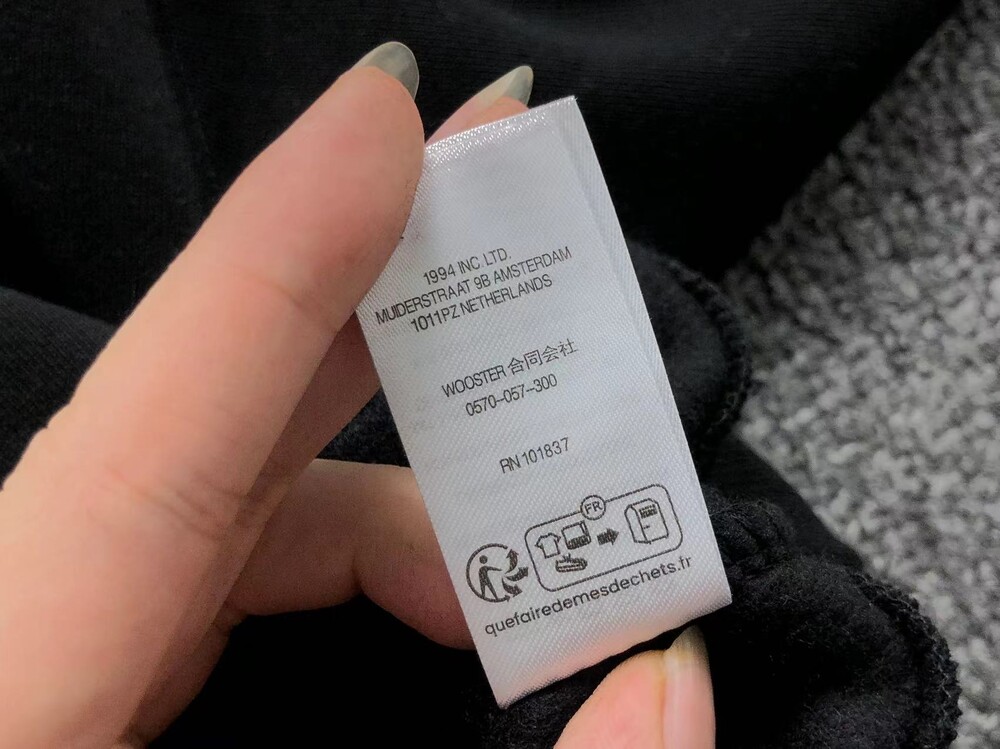 1994 INC. LTD.
MUIDERSTRAAT 9B AMSTERDAM
1011PZ NETHERLANDS
WOOSTER 合同会社
0570-057-300
RN 101837
FR
quefairedemesdechets.fr